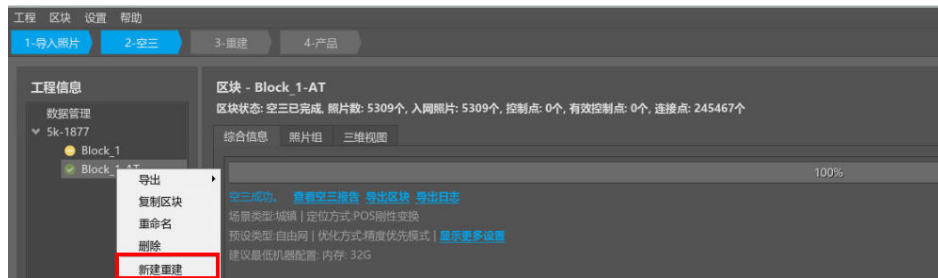 工程 区块 设置 帮助
1-导入照片 2-空三 3-重建 4-产品
工程信息
数据管理
5k-1877
Block_1
Block_1-AT
导出
复制区块
重命名
删除
新建重建
区块 - Block_1-AT
区块状态: 空三已完成, 照片数: 5309个, 入网照片: 5309个, 控制点: 0个, 有效控制点: 0个, 连接点: 245467个
综合信息 照片组 三维视图
100%
空三成功, 查看空三报告 导出区块 导出日志
场景类型:城镇 | 定位方式:POS刚性变换
预设类型:自由网 | 优化方式:精度优先模式 | 显示更多设置
建议最低机器配置: 内存: 32G